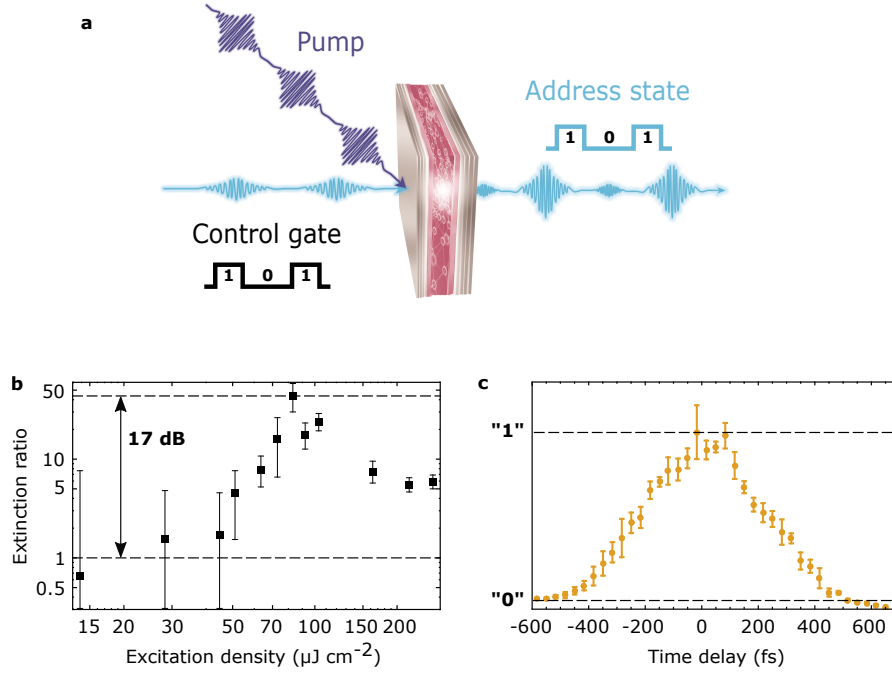 a
Pump
Address state
1 0 1
Control gate
1 0 1
b
50
10
5
1
0.5
17 dB
Extinction ratio
15 20 30 50 70 100 150 200
Excitation density (µJ cm⁻²)
c
"1"
"0"
-600 -400 -200 0 200 400 600
Time delay (fs)